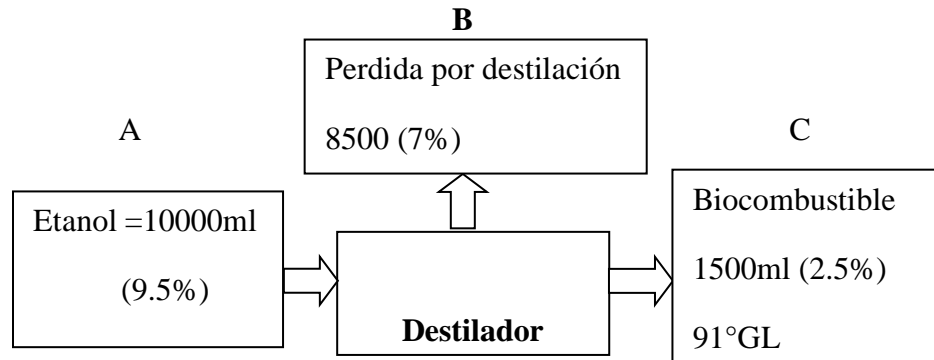 B
Perdida por destilación
8500 (7%)
A
C
Etanol =10000ml
(9.5%)
Destilador
Biocombustible
1500ml (2.5%)
91°GL